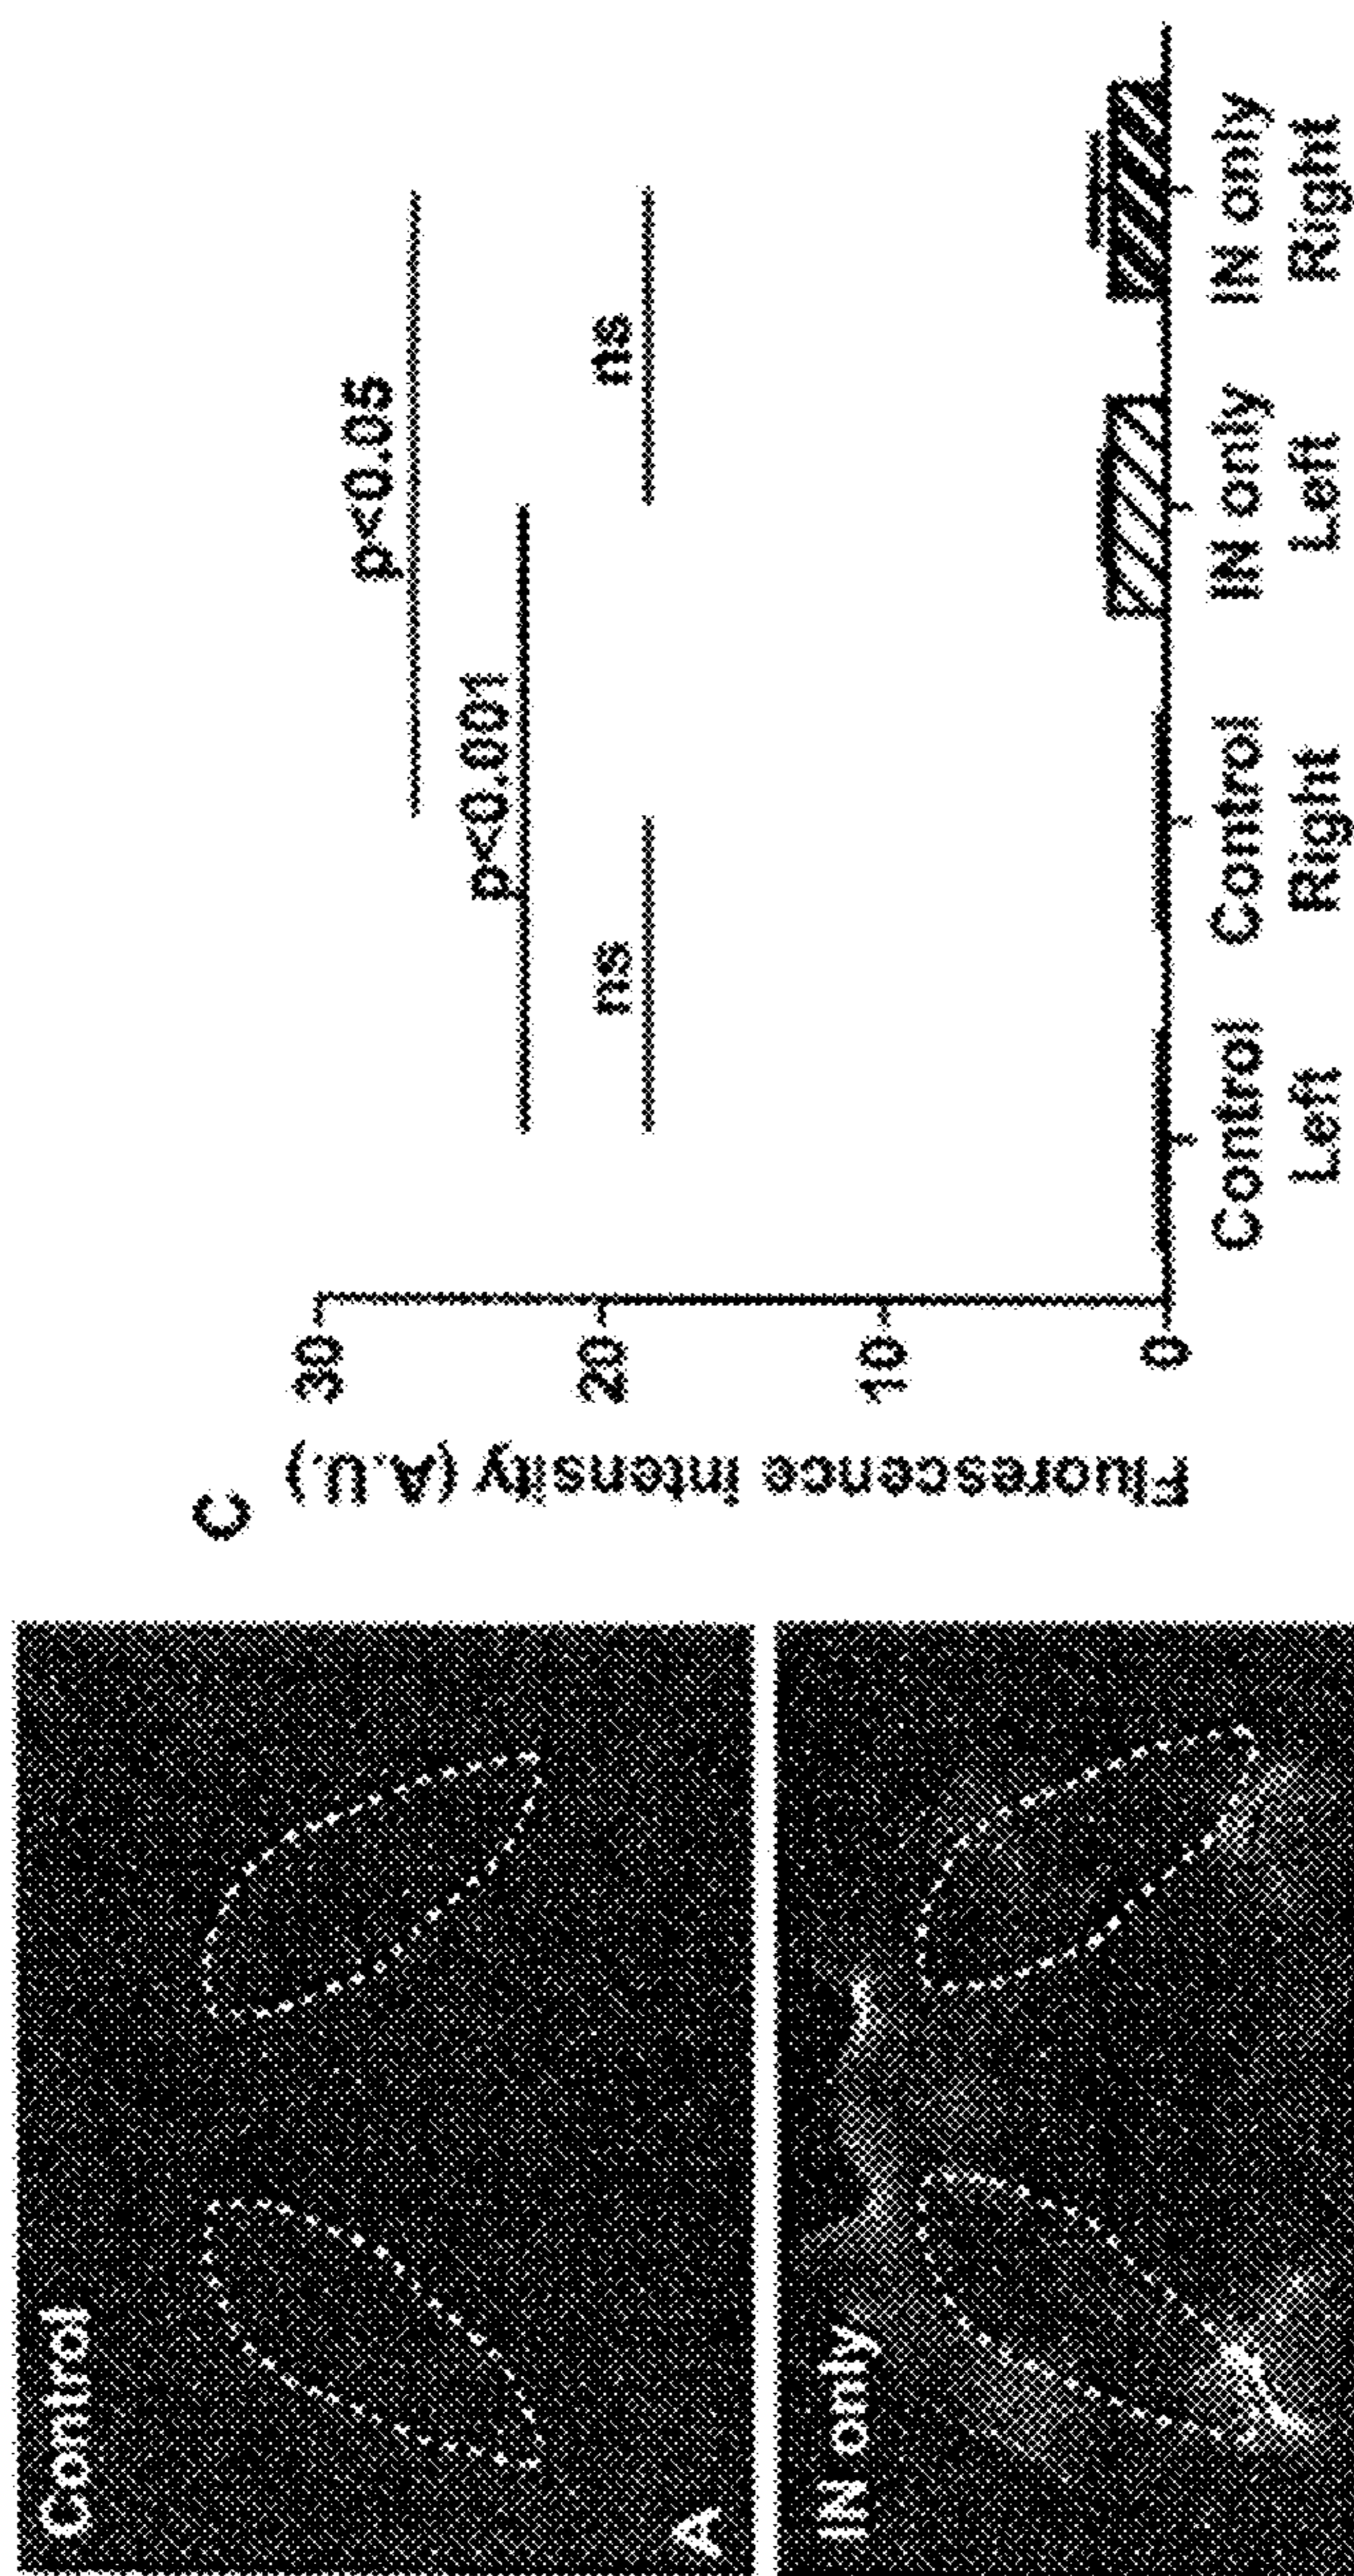 Control
A
IN only
C
Fluorescence intensity (A.U.)
30
20
10
0
p<0.05
p<0.001
ns
ns
Control
Left
Control
Right
IN only
Left
IN only
Right